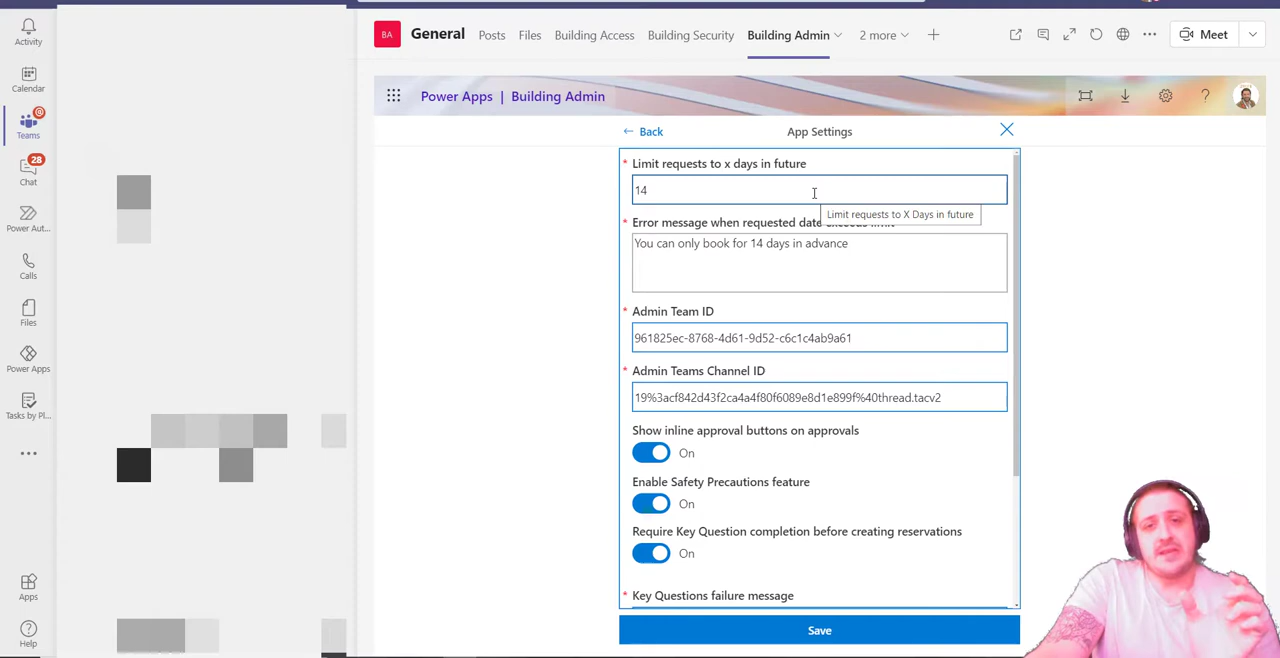 Activity
Calendar
Teams
28
Chat
Power Aut...
Calls
Files
Power Apps
Tasks by Pl...
Apps
Help
BA General Posts Files Building Access Building Security Building Admin 2 more Meet
Power Apps | Building Admin
← Back App Settings
* Limit requests to x days in future
14
Limit requests to X Days in future
* Error message when requested date exceeds limit
You can only book for 14 days in advance
* Admin Team ID
961825ec-8768-4d61-9d52-c6c1c4ab9a61
* Admin Teams Channel ID
19%3acf842d43f2ca4a4f80f6089e8d1e899f%40thread.tacv2
Show inline approval buttons on approvals
On
Enable Safety Precautions feature
On
Require Key Question completion before creating reservations
On
* Key Questions failure message
Save